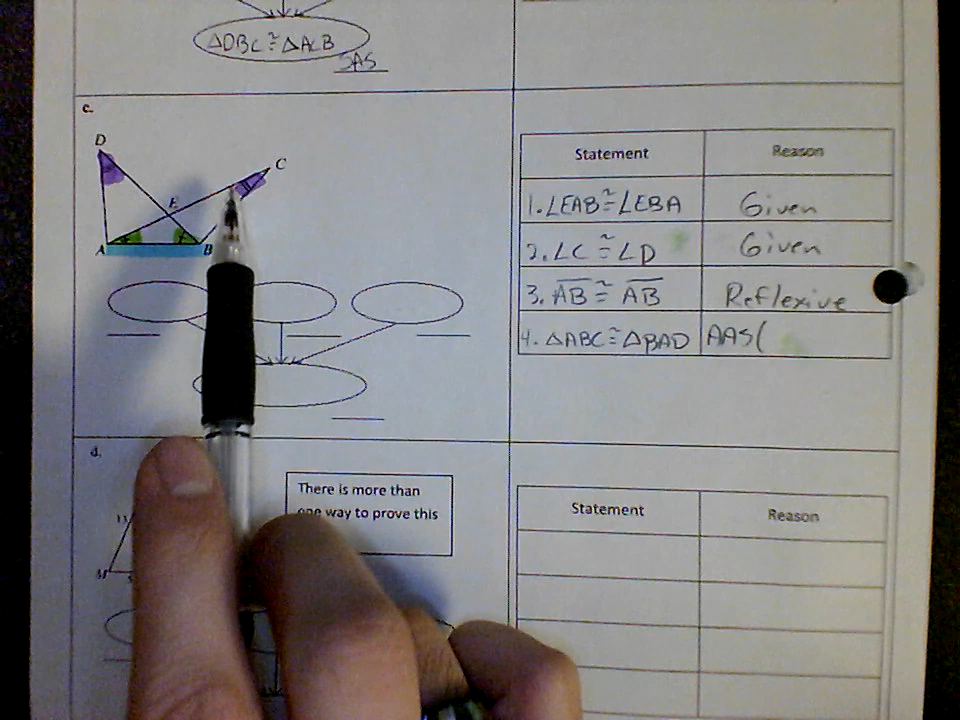 △DBC ≅ △ACB
SAS
c.
D
C
E
A
B
Statement
Reason
1. ∠EAB ≅ ∠EBA
Given
2. ∠C ≅ ∠D
Given
3. AB ≅ AB
Reflexive
4. △ABC ≅ △BAD
AAS(
d.
There is more than
one way to prove this
M
Statement
Reason